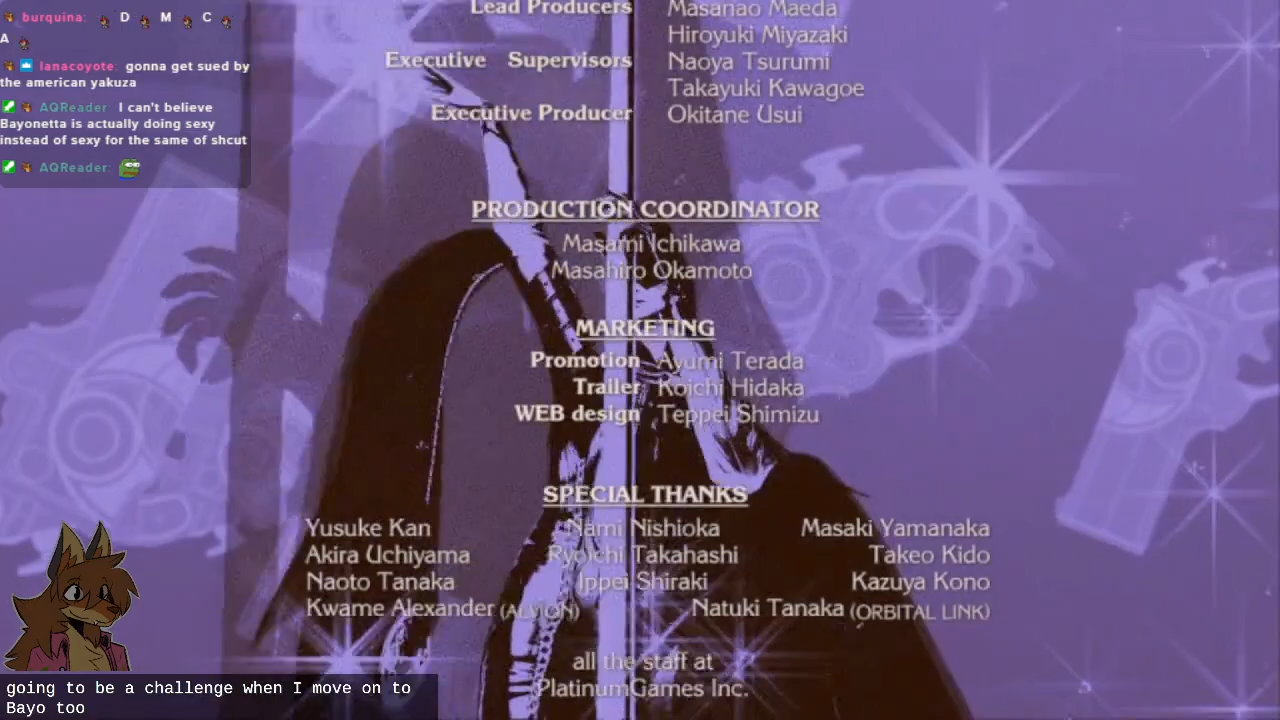 burquina: D M C
A
lanacoyote: gonna get sued by
the american yakuza
AQReader I can't believe
Bayonetta is actually doing sexy
instead of sexy for the same of shcut
AQReader:
Lead Producers Masanao Maeda
Hiroyuki Miyazaki
Executive Supervisors Naoya Tsurumi
Takayuki Kawagoe
Executive Producer Okitane Usui
PRODUCTION COORDINATOR
Masami Ichikawa
Masahiro Okamoto
MARKETING
Promotion Ayumi Terada
Trailer Koichi Hidaka
WEB design Teppei Shimizu
SPECIAL THANKS
Yusuke Kan Nami Nishioka Masaki Yamanaka
Akira Uchiyama Ryoichi Takahashi Takeo Kido
Naoto Tanaka Ippei Shiraki Kazuya Kono
Kwame Alexander (ALVION) Natuki Tanaka (ORBITAL LINK)
all the staff at
PlatinumGames Inc.
going to be a challenge when I move on to
Bayo too